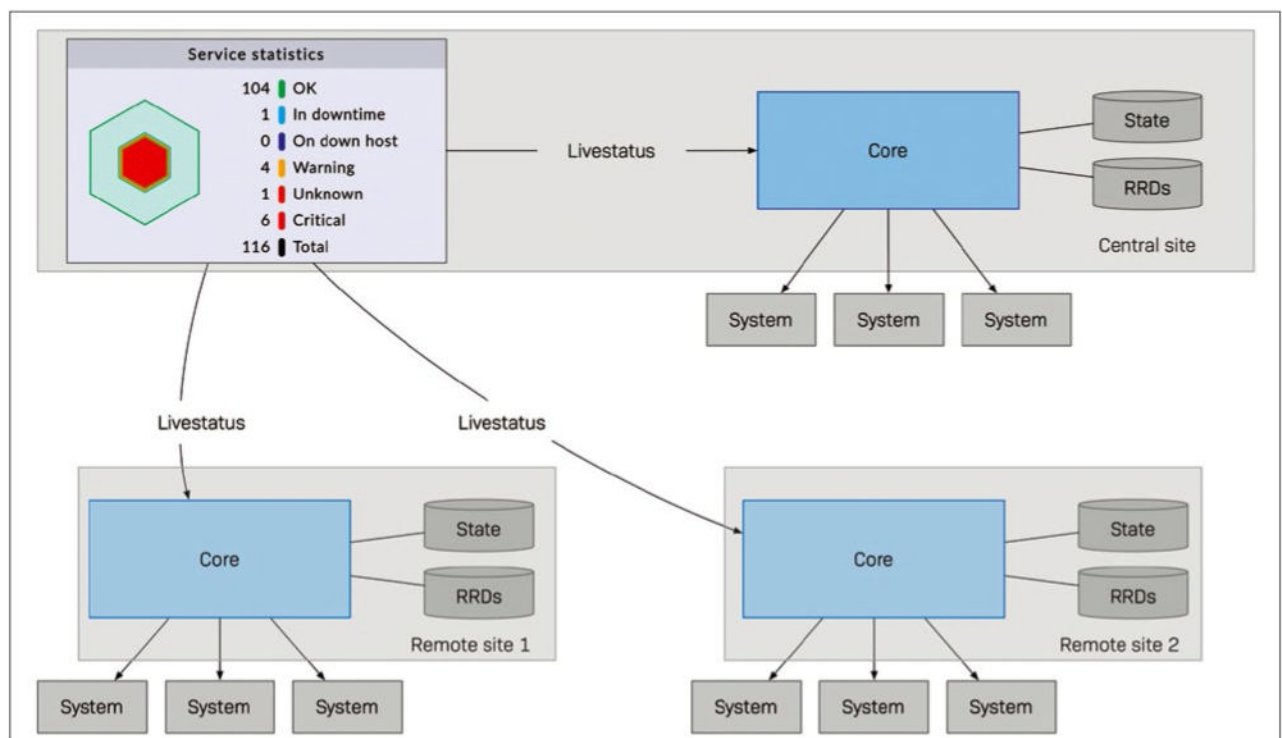 Service statistics
104 OK
1 In downtime
0 On down host
4 Warning
1 Unknown
6 Critical
116 Total
Livestatus
Core
State
RRDs
Central site
System System System
Livestatus Livestatus
Core
State
RRDs
Remote site 1
System System System
Core
State
RRDs
Remote site 2
System System System